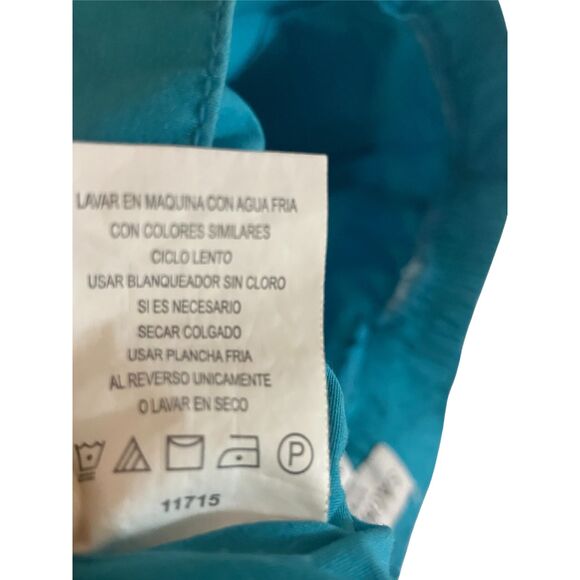 LAVAR EN MAQUINA CON AGUA FRIA
CON COLORES SIMILARES
CICLO LENTO
USAR BLANQUEADOR SIN CLORO
SI ES NECESARIO
SECAR COLGADO
USAR PLANCHA FRIA
AL REVERSO UNICAMENTE
O LAVAR EN SECO
P
11715